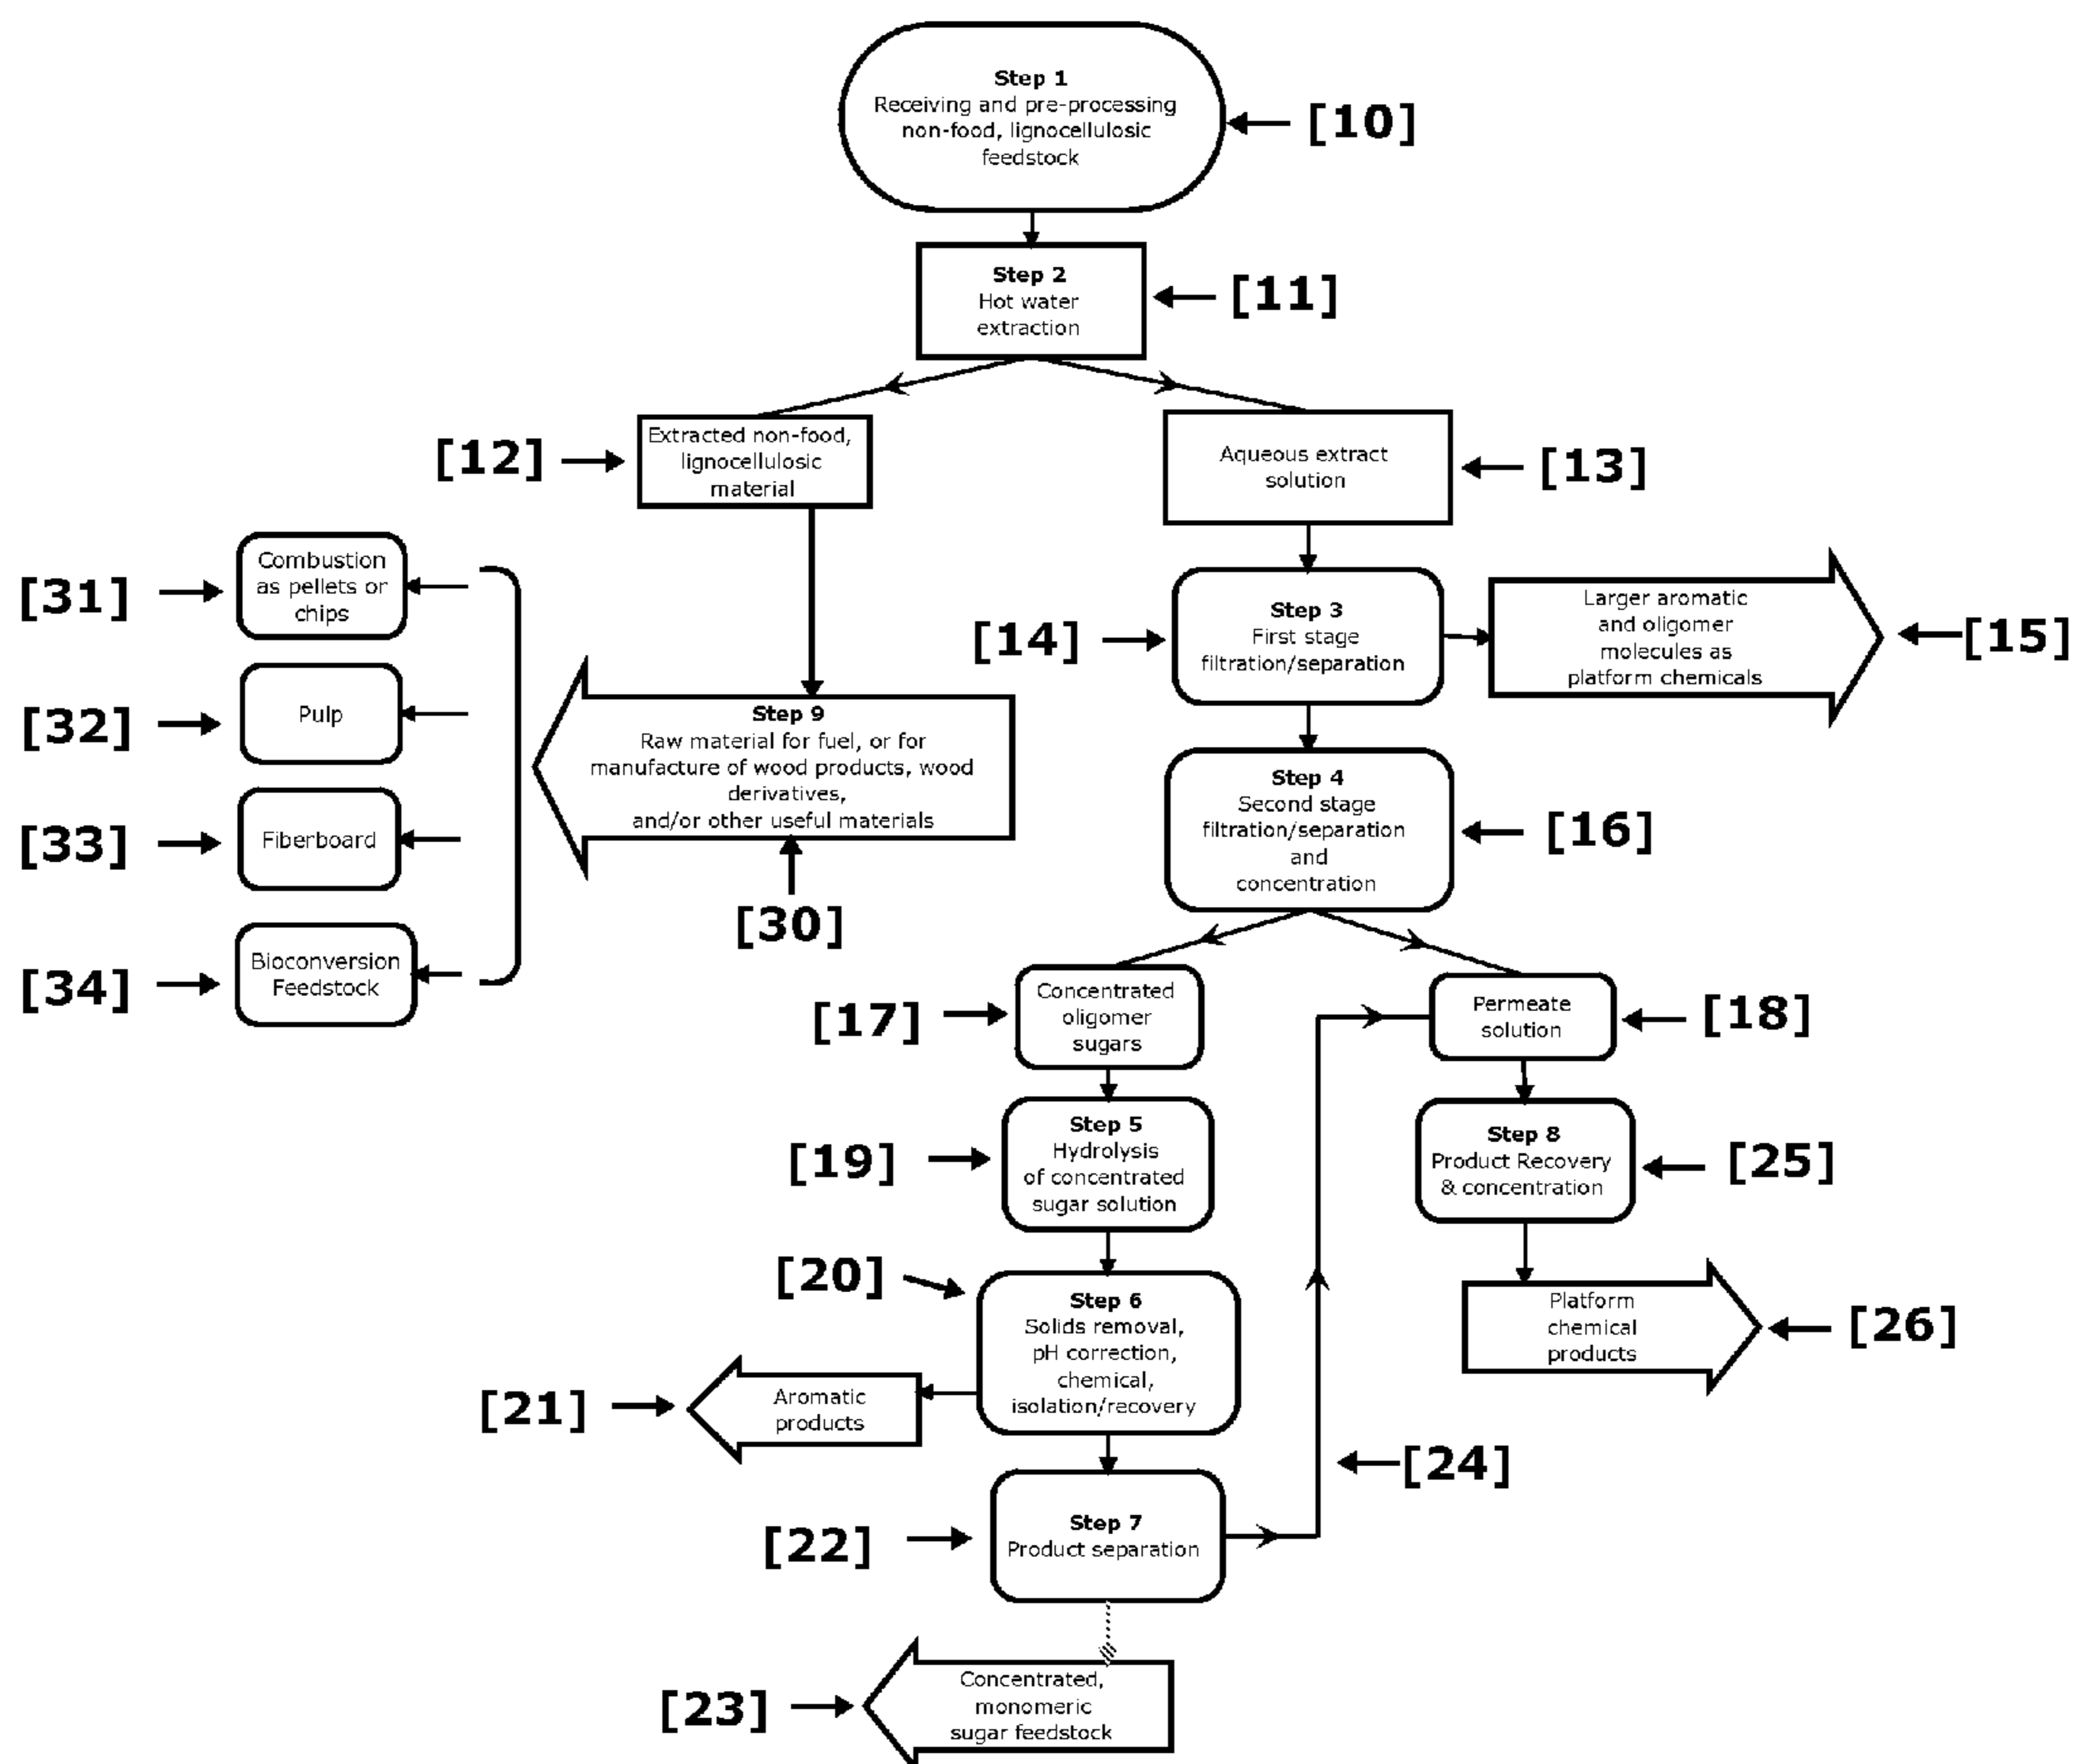 Step 1
Receiving and pre-processing
non-food, lignocellulosic
feedstock
[10]
Step 2
Hot water
extraction
[11]
[12]
Extracted non-food,
lignocellulosic
material
Aqueous extract
solution
[13]
[31]
Combustion
as pellets or
chips
[14]
Step 3
First stage
filtration/separation
Larger aromatic
and oligomer
molecules as
platform chemicals
[15]
[32]
Pulp
Step 9
Raw material for fuel, or for
manufacture of wood products, wood
derivatives,
and/or other useful materials
[30]
Step 4
Second stage
filtration/separation
and
concentration
[16]
[33]
Fiberboard
[34]
Bioconversion
Feedstock
[17]
Concentrated
oligomer
sugars
Permeate
solution
[18]
[19]
Step 5
Hydrolysis
of concentrated
sugar solution
Step 8
Product Recovery
& concentration
[25]
[20]
Step 6
Solids removal,
pH correction,
chemical,
isolation/recovery
Platform
chemical
products
[26]
[21]
Aromatic
products
[24]
[22]
Step 7
Product separation
[23]
Concentrated,
monomeric
sugar feedstock